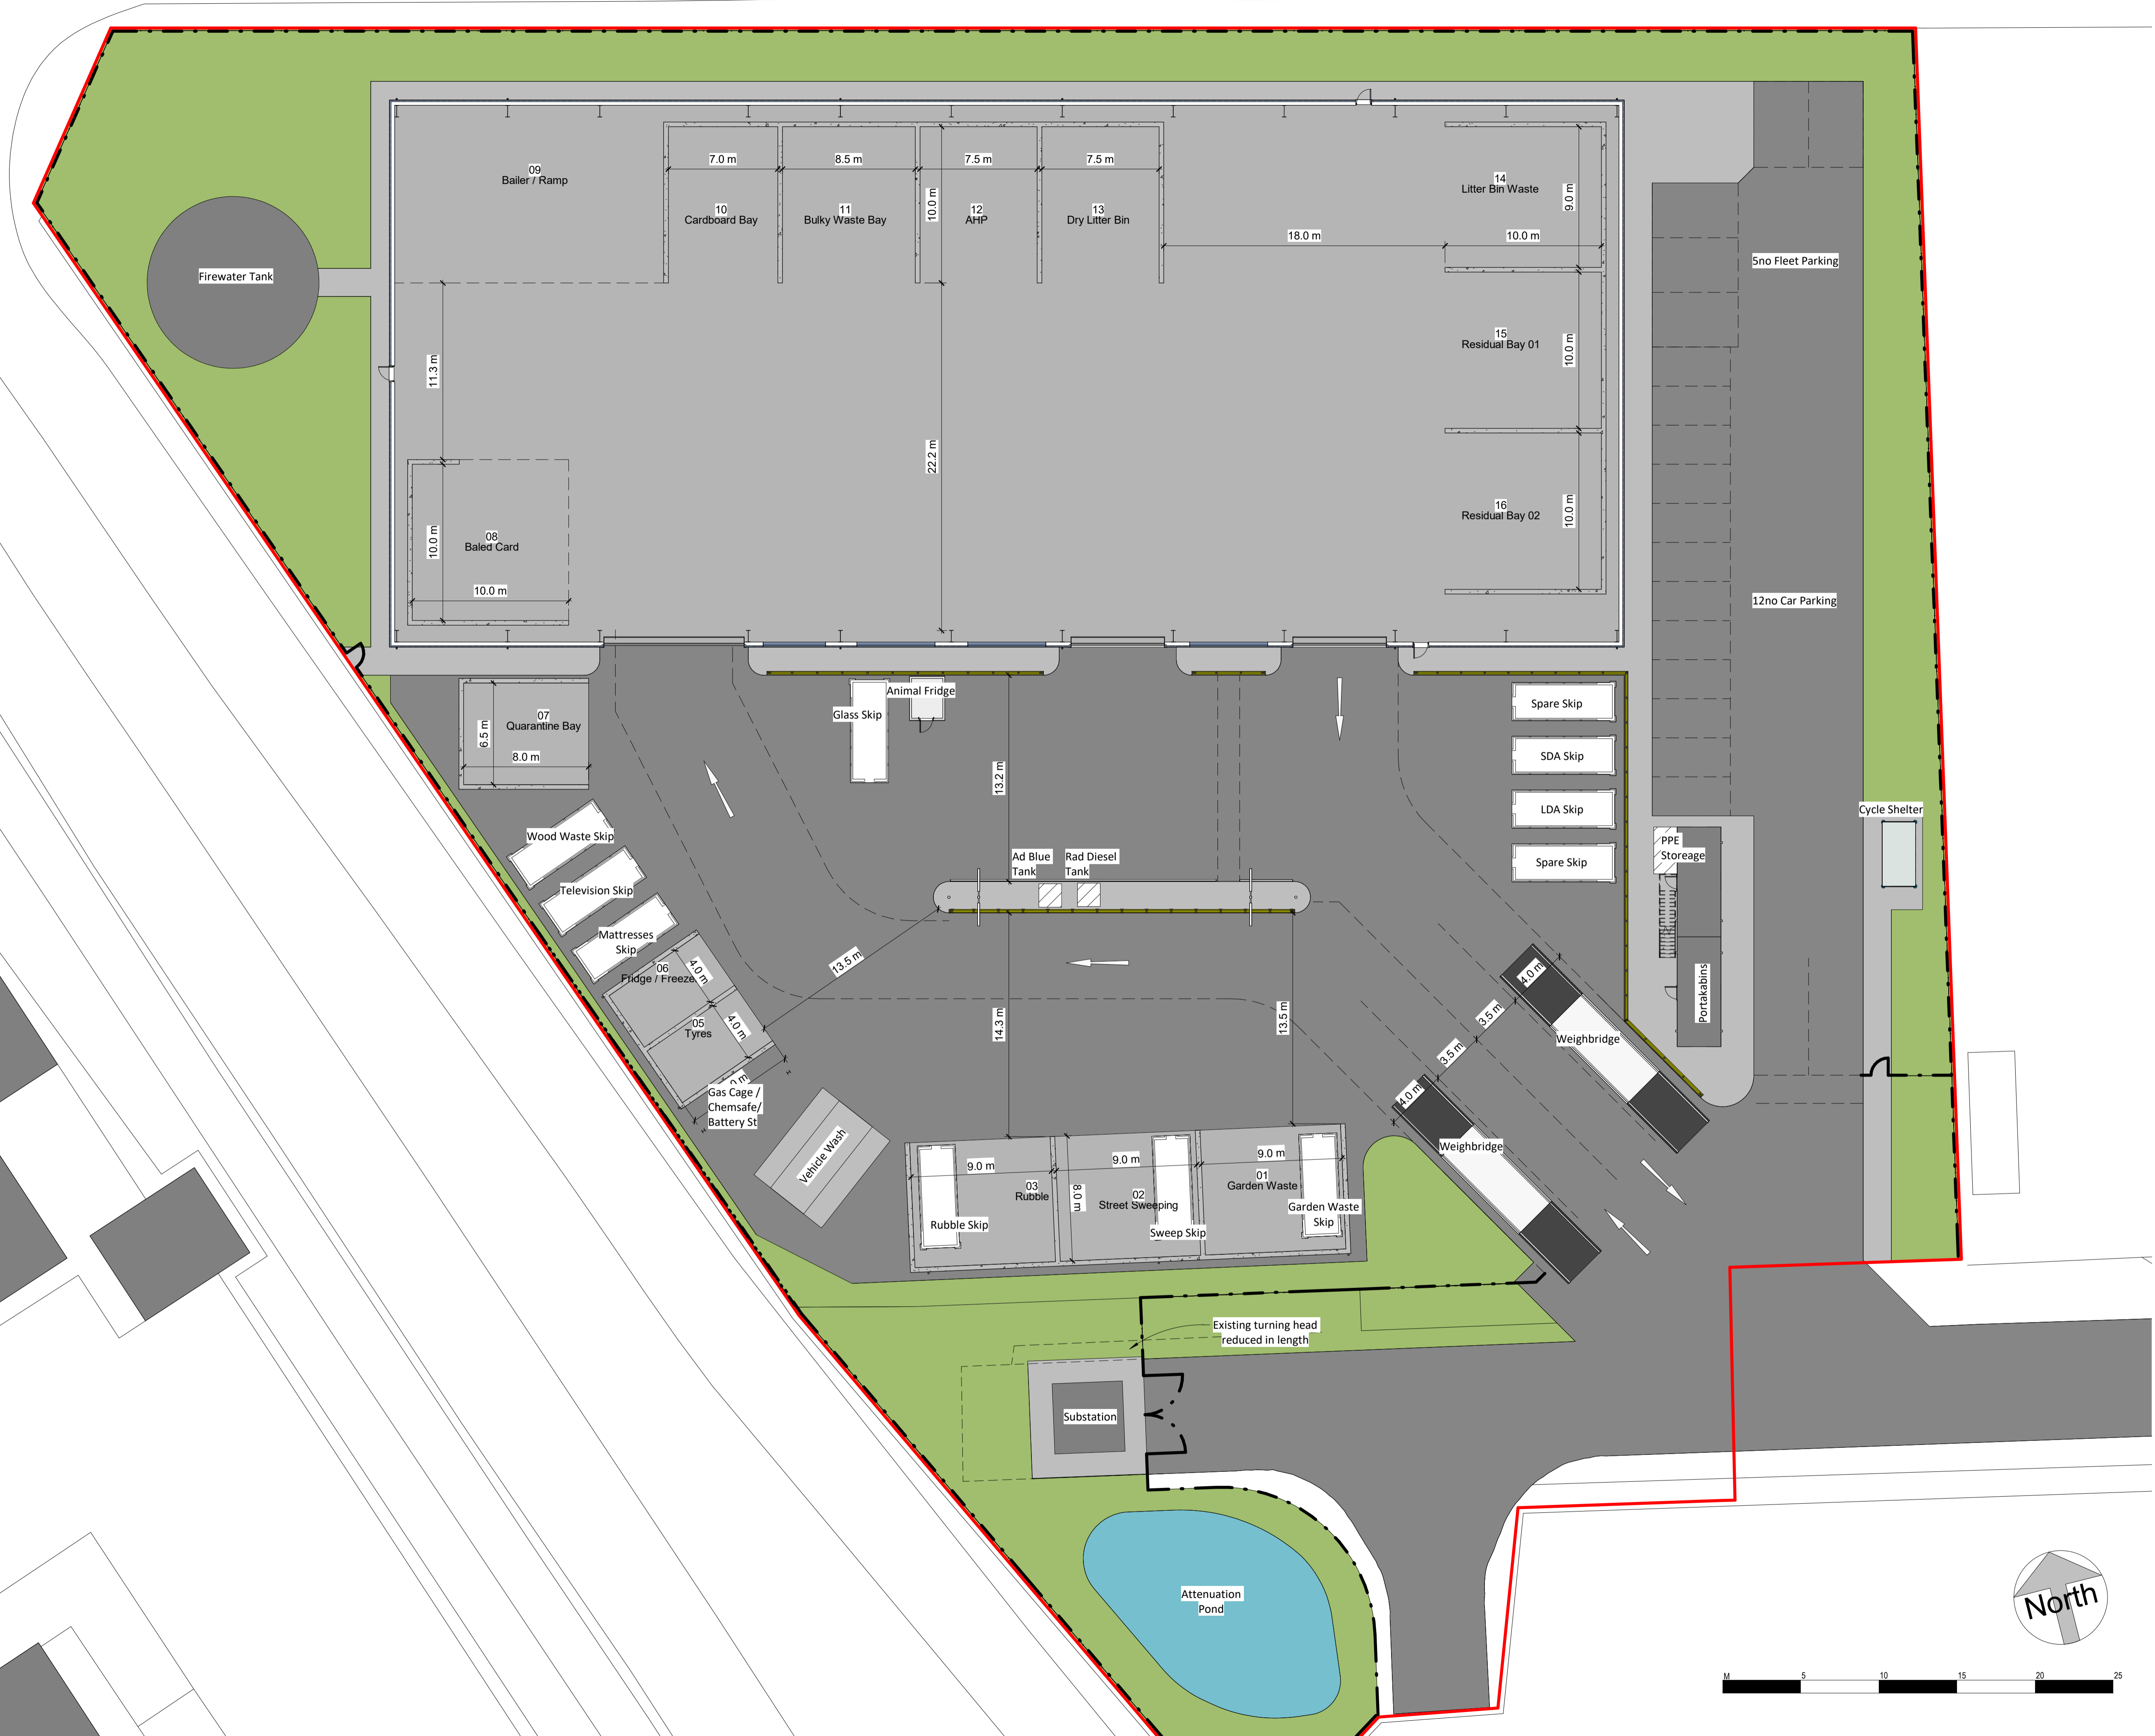 09
Bailer / Ramp
7.0 m
8.5 m
7.5 m
7.5 m
10
Cardboard Bay
11
Bulky Waste Bay
10.0 m
12
AHP
13
Dry Litter Bin
14
Litter Bin Waste
9.0 m
18.0 m
10.0 m
5no Fleet Parking
Firewater Tank
11.3 m
15
Residual Bay 01
10.0 m
22.2 m
16
Residual Bay 02
10.0 m
10.0 m
08
Baled Card
10.0 m
12no Car Parking
07
Quarantine Bay
6.5 m
8.0 m
Glass Skip
Animal Fridge
13.2 m
Spare Skip
SDA Skip
LDA Skip
Spare Skip
Cycle Shelter
Wood Waste Skip
Television Skip
Mattresses
Skip
06
Fridge / Freeze
4.0 m
05
Tyres
4.0 m
Ad Blue
Tank
Rad Diesel
Tank
PPE
Storeage
Portakabins
13.5 m
14.3 m
13.5 m
4.0 m
3.5 m
3.5 m
4.0 m
Weighbridge
Weighbridge
0 m
Gas Cage /
Chemsafe/
Battery St
Vehicle Wash
9.0 m
9.0 m
9.0 m
03
Rubble
8.0 m
02
Street Sweeping
01
Garden Waste
Rubble Skip
Sweep Skip
Garden Waste
Skip
Existing turning head
reduced in length
Substation
Attenuation
Pond
North
M 5 10 15 20 25